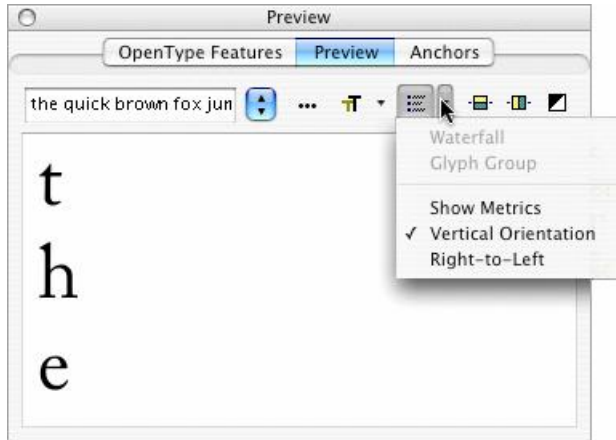 Preview
OpenType Features Preview Anchors
the quick brown fox jun
Waterfall
Glyph Group
Show Metrics
✓ Vertical Orientation
Right-to-Left
t
h
e